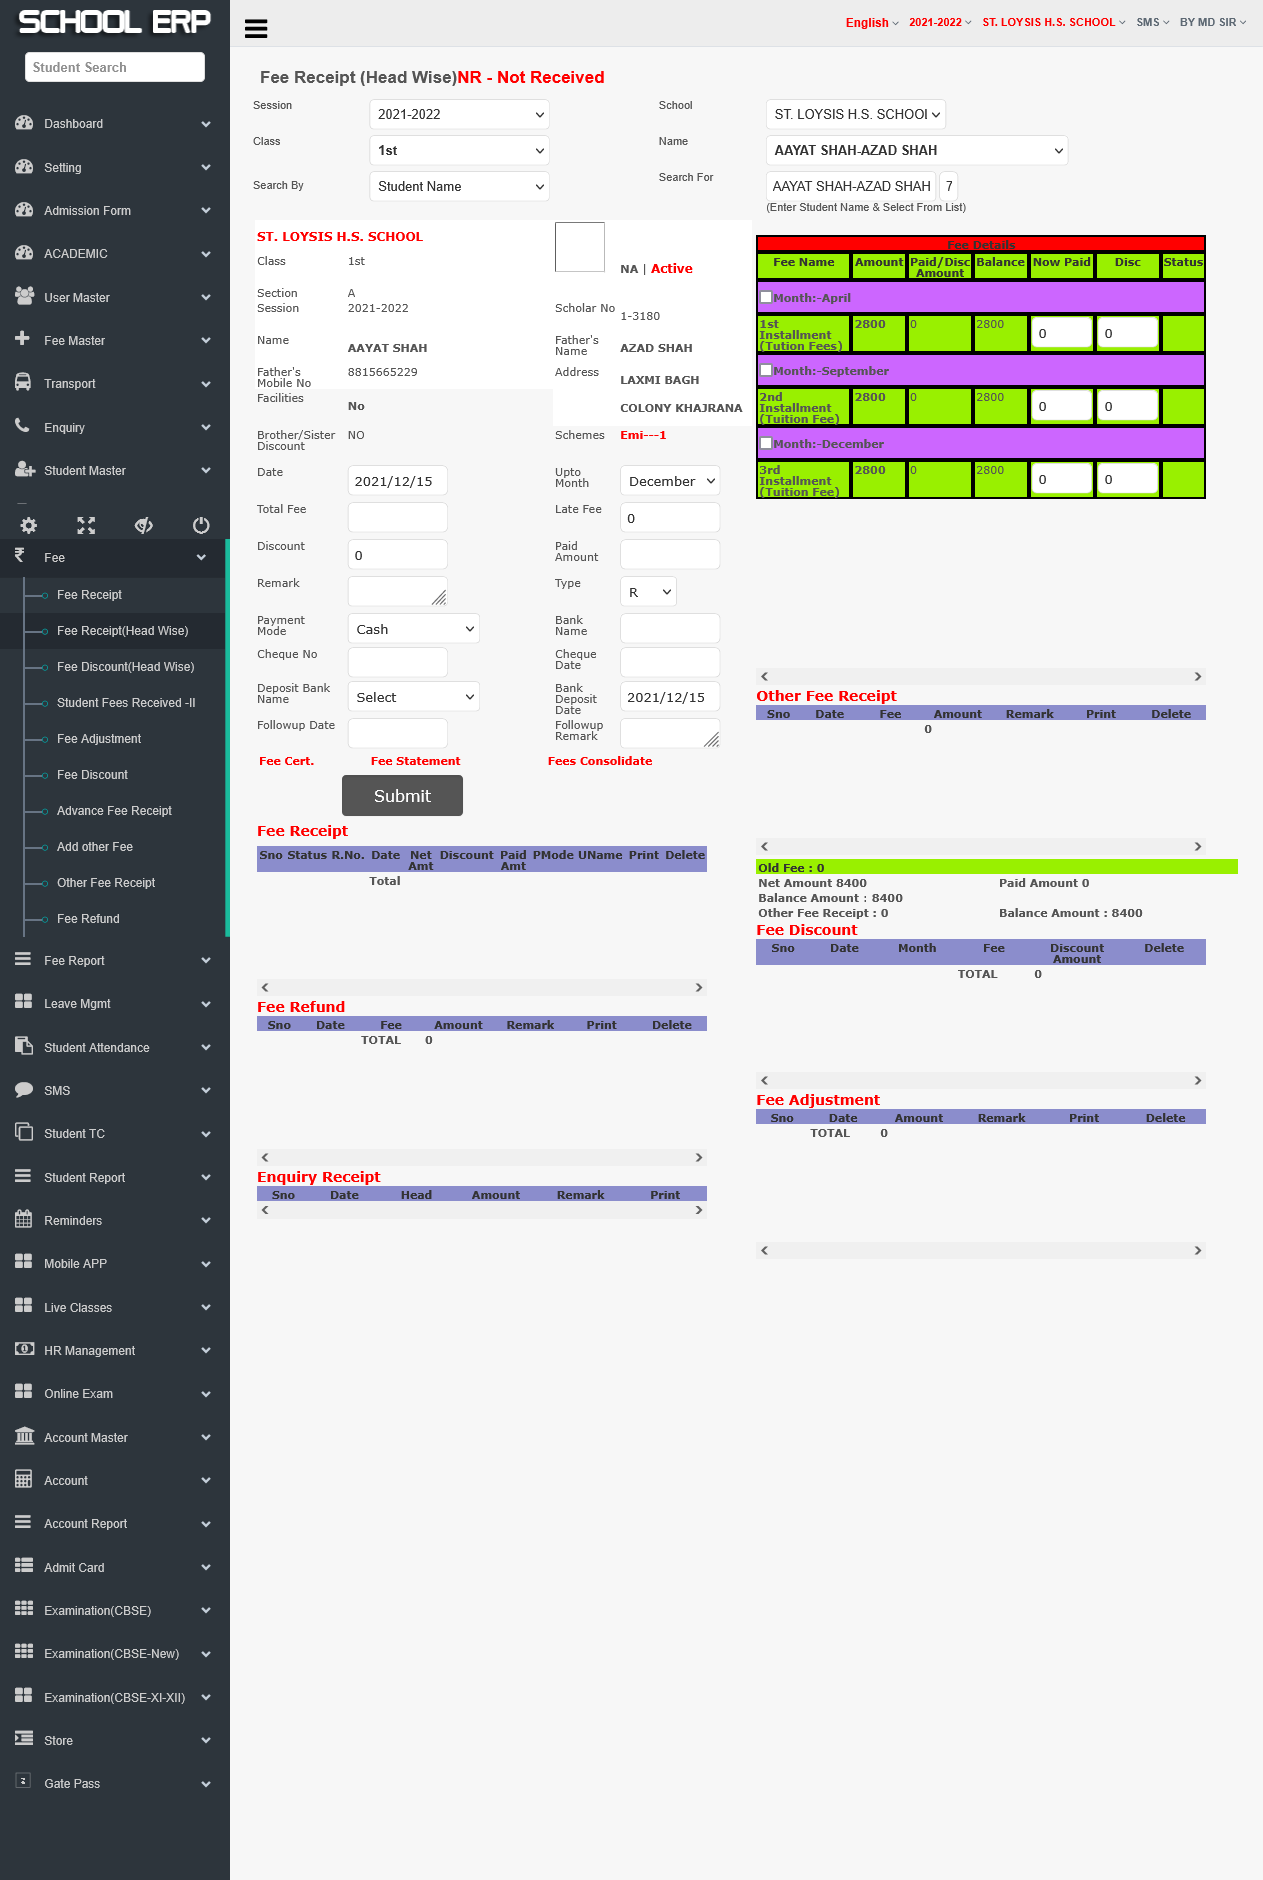 SCHOOL ERP
Student Search
Dashboard
Setting
Admission Form
ACADEMIC
User Master
Fee Master
Transport
Enquiry
Student Master
Fee
Fee Receipt
Fee Receipt(Head Wise)
Fee Discount(Head Wise)
Student Fees Received -II
Fee Adjustment
Fee Discount
Advance Fee Receipt
Add other Fee
Other Fee Receipt
Fee Refund
Fee Report
Leave Mgmt
Student Attendance
SMS
Student TC
Student Report
Reminders
Mobile APP
Live Classes
HR Management
Online Exam
Account Master
Account
Account Report
Admit Card
Examination(CBSE)
Examination(CBSE-New)
Examination(CBSE-XI-XII)
Store
Gate Pass
English 2021-2022 ST. LOYSIS H.S. SCHOOL SMS BY MD SIR
Fee Receipt (Head Wise)NR - Not Received
Session 2021-2022 School ST. LOYSIS H.S. SCHOOl
Class 1st Name AAYAT SHAH-AZAD SHAH
Search By Student Name Search For AAYAT SHAH-AZAD SHAH 7
(Enter Student Name & Select From List)
ST. LOYSIS H.S. SCHOOL
Class 1st NA | Active
Section A
Session 2021-2022 Scholar No 1-3180
Name AAYAT SHAH Father's Name AZAD SHAH
Father's Mobile No 8815665229 Address LAXMI BAGH
COLONY KHAJRANA
Facilities No
Brother/Sister Discount NO Schemes Emi---1
Date 2021/12/15 Upto Month December
Total Fee Late Fee 0
Discount 0 Paid Amount
Remark Type R
Payment Mode Cash Bank Name
Cheque No Cheque Date
Deposit Bank Name Select Bank Deposit Date 2021/12/15
Followup Date Followup Remark
Fee Cert. Fee Statement Fees Consolidate
Submit
Fee Receipt
Sno Status R.No. Date Net Amt Discount Paid Amt PMode UName Print Delete
Total
Fee Refund
Sno Date Fee Amount Remark Print Delete
TOTAL 0
Enquiry Receipt
Sno Date Head Amount Remark Print
Fee Details
Fee Name Amount Paid/Disc Amount Balance Now Paid Disc Status
Month:-April
1st Installment (Tution Fees) 2800 0 2800 0 0
Month:-September
2nd Installment (Tuition Fee) 2800 0 2800 0 0
Month:-December
3rd Installment (Tuition Fee) 2800 0 2800 0 0
Other Fee Receipt
Sno Date Fee Amount Remark Print Delete
0
Old Fee : 0
Net Amount 8400 Paid Amount 0
Balance Amount : 8400
Other Fee Receipt : 0 Balance Amount : 8400
Fee Discount
Sno Date Month Fee Discount Amount Delete
TOTAL 0
Fee Adjustment
Sno Date Amount Remark Print Delete
TOTAL 0